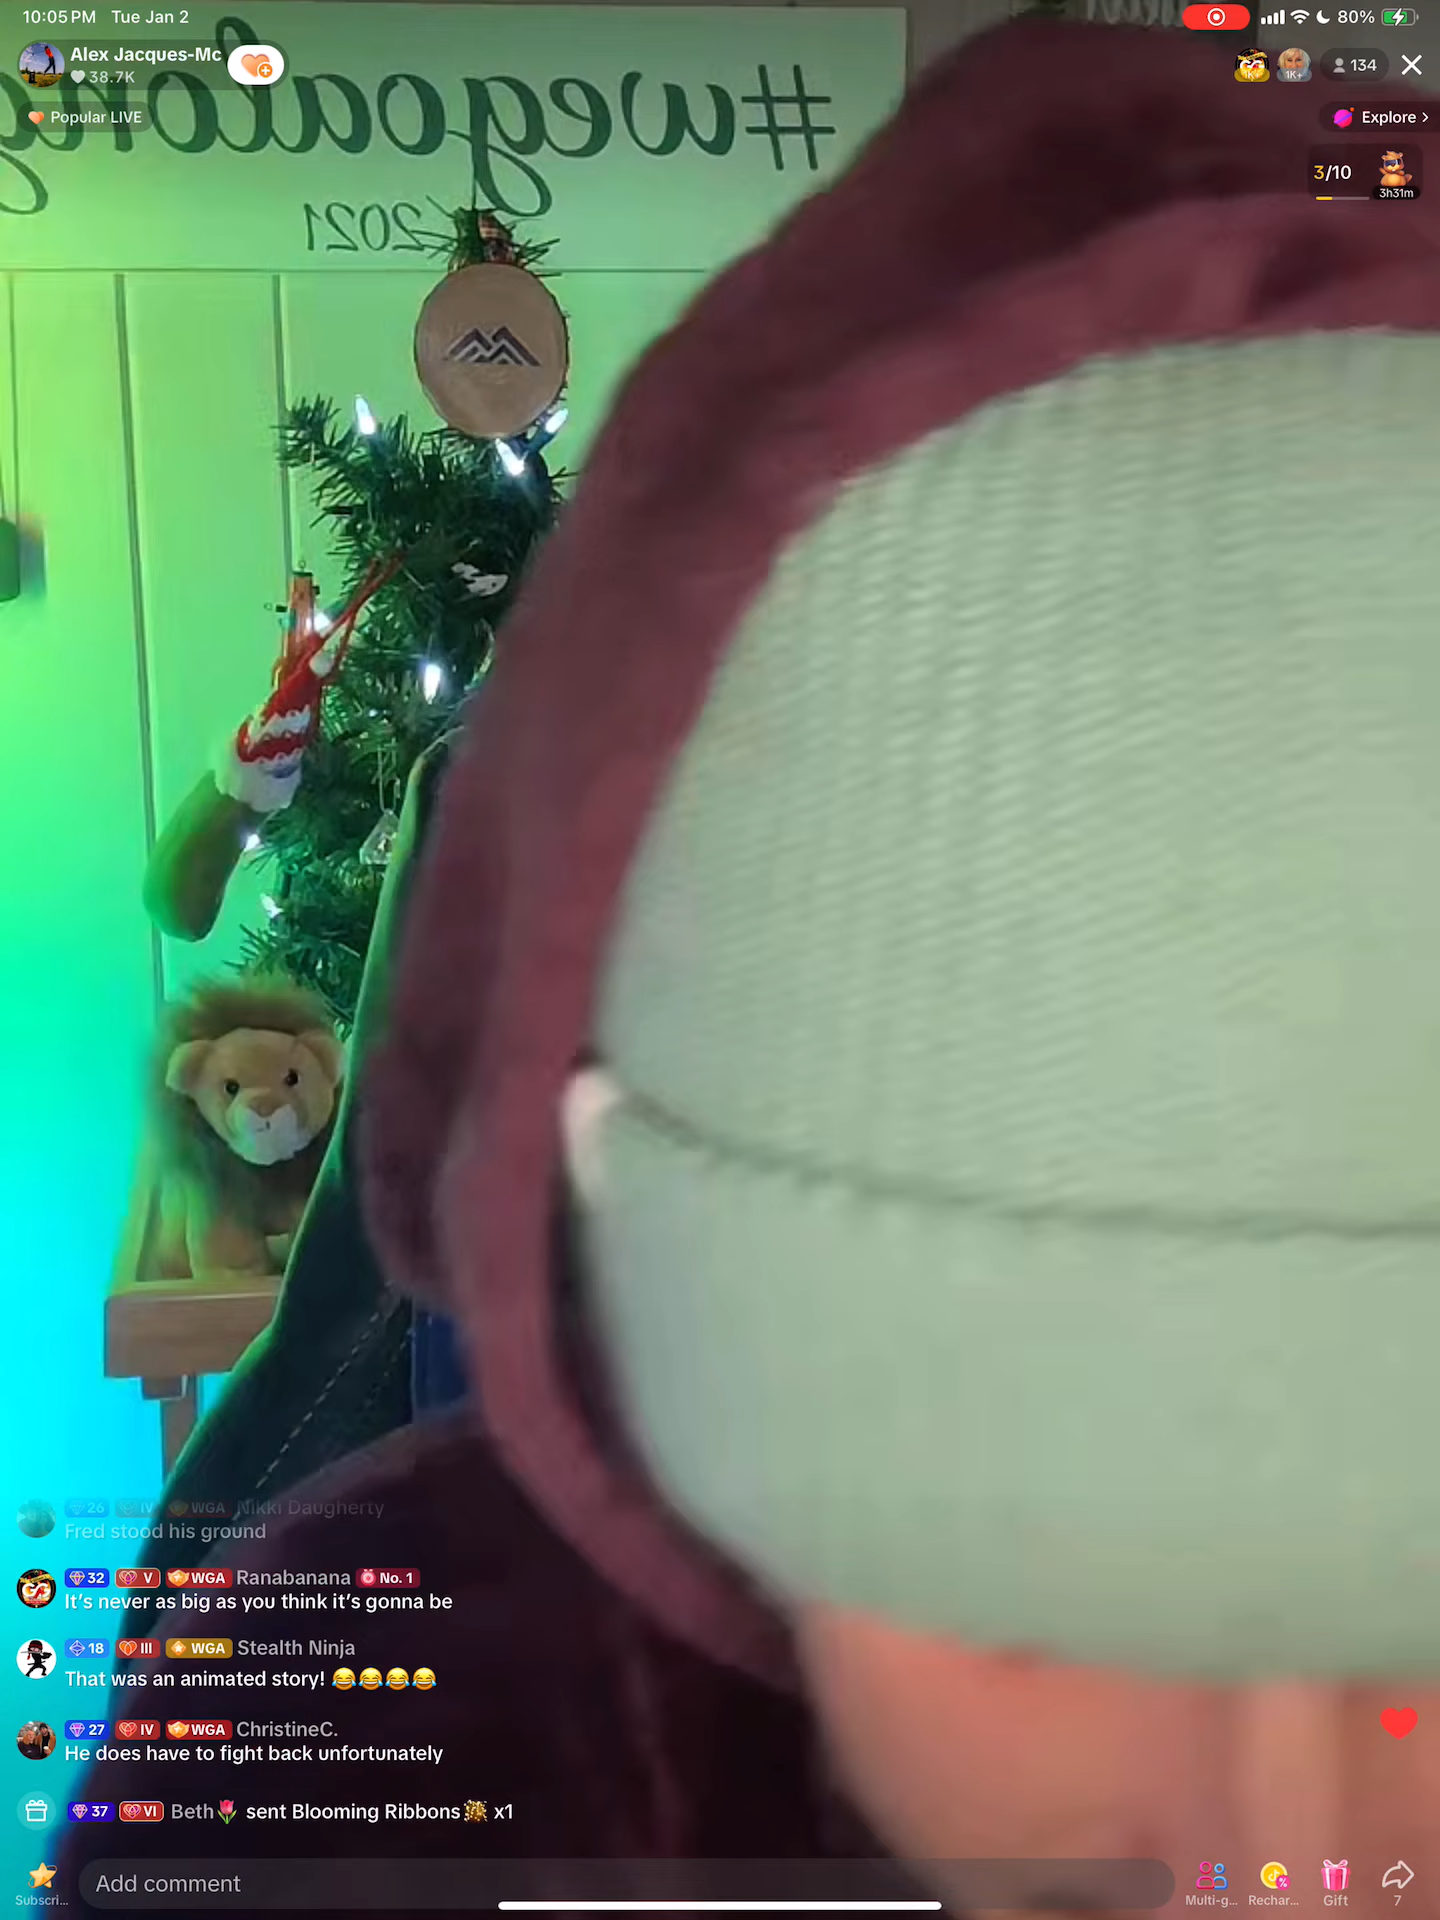 10:05 PM Tue Jan 2
80%
Alex Jacques-Mc
38.7K
1K+
1K+
134
Popular LIVE
Explore >
3/10
3h31m
#wegoalong
2021
26 IV WGA Nikki Daugherty
Fred stood his ground
32 V WGA Ranabanana No. 1
It's never as big as you think it's gonna be
18 III WGA Stealth Ninja
That was an animated story! 😂😂😂😂
27 IV WGA ChristineC.
He does have to fight back unfortunately
37 VI Beth🌷 sent Blooming Ribbons x1
Add comment
Subscri...
Multi-g...
Rechar...
Gift
7